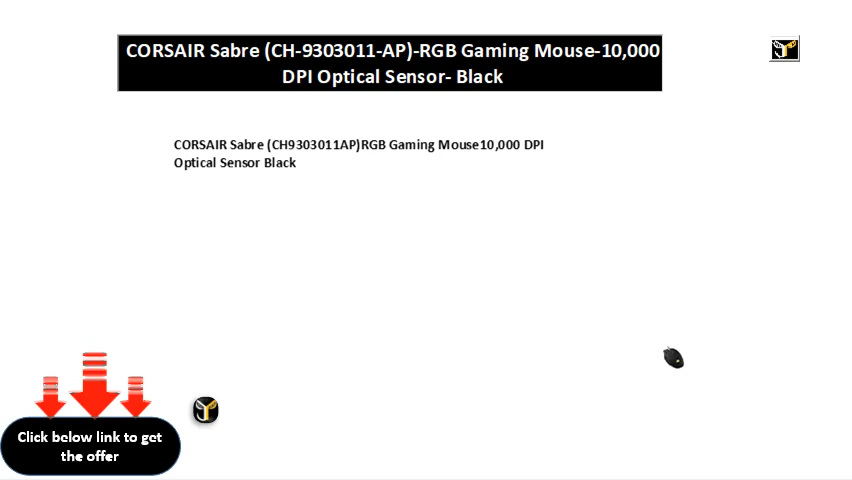 CORSAIR Sabre (CH-9303011-AP)-RGB Gaming Mouse-10,000
DPI Optical Sensor- Black
CORSAIR Sabre (CH9303011AP)RGB Gaming Mouse10,000 DPI
Optical Sensor Black
Click below link to get
the offer